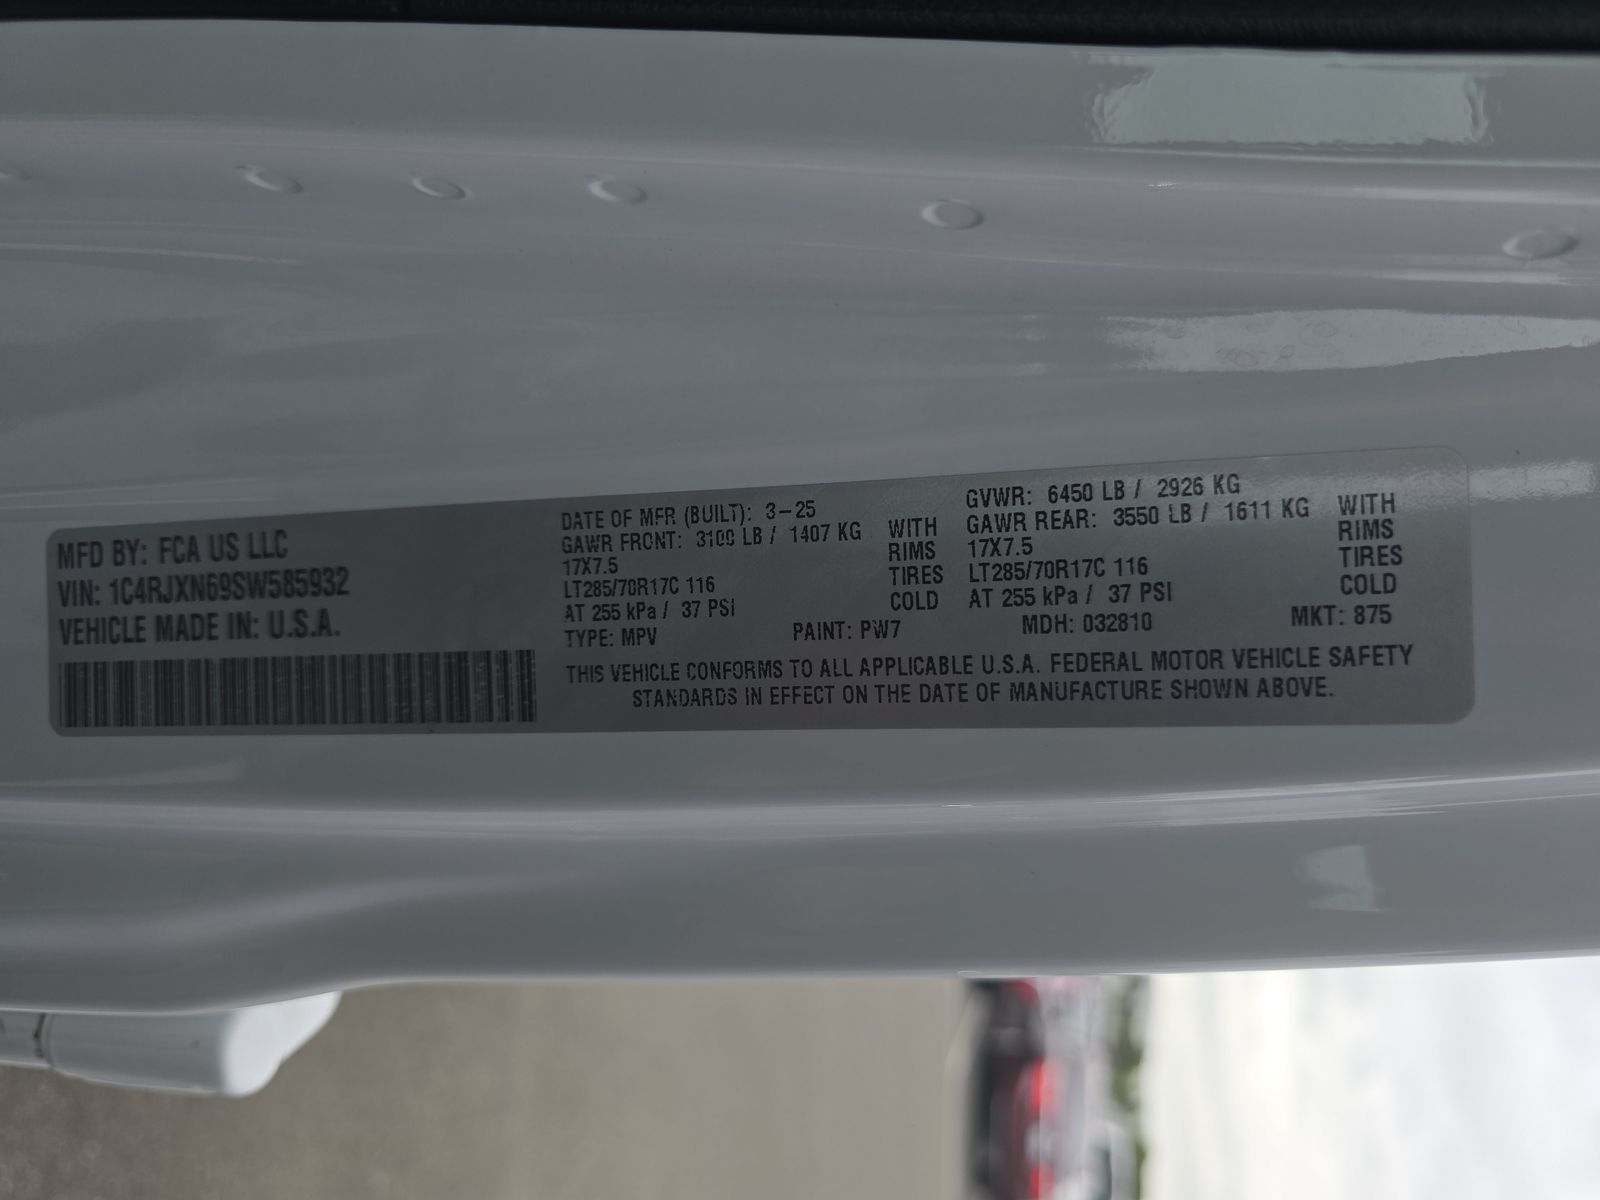 MFD BY: FCA US LLC
VIN: 1C4RJXN69SW585932
VEHICLE MADE IN: U.S.A.
DATE OF MFR (BUILT): 3-25
GAWR FRONT: 3100 LB / 1407 KG
17X7.5
LT285/70R17C 116
AT 255 kPa / 37 PSI
WITH
RIMS
TIRES
COLD
GVWR: 6450 LB / 2926 KG
GAWR REAR: 3550 LB / 1611 KG
17X7.5
LT285/70R17C 116
AT 255 kPa / 37 PSI
WITH
RIMS
TIRES
COLD
TYPE: MPV PAINT: PW7 MDH: 032810 MKT: 875
THIS VEHICLE CONFORMS TO ALL APPLICABLE U.S.A. FEDERAL MOTOR VEHICLE SAFETY
STANDARDS IN EFFECT ON THE DATE OF MANUFACTURE SHOWN ABOVE.